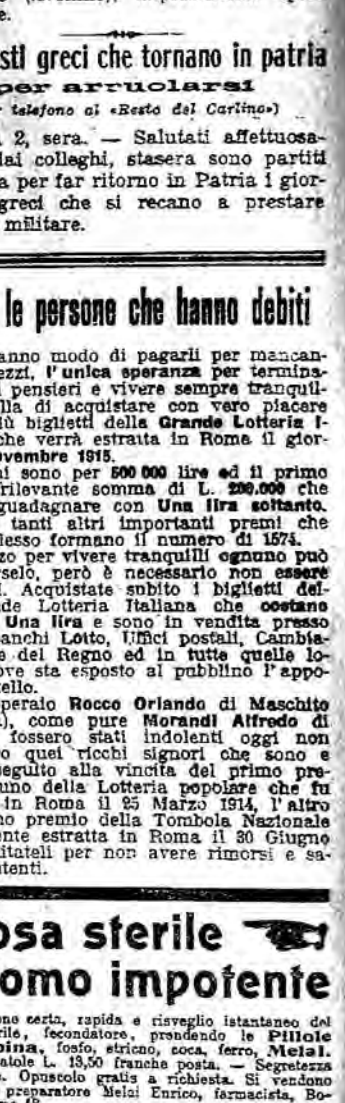 e.
sti greci che tornano in patria
per arruolarsi
telefono al «Resto del Carlino»)
2, sera. — Salutati affettuosa-
dai colleghi, stasera sono partiti
a per far ritorno in Patria i gior-
greci che si recano a prestare
militare.
le persone che hanno debiti
anno modo di pagarli per mancan-
ezzi, l'unica speranza per termina-
i pensieri e vivere sempre tranquil-
lla di acquistare con vero piacere
iù biglietti della Grande Lotteria I-
che verrà estratta in Roma il gior-
ovembre 1915.
ni sono per 500 000 lire ed il primo
rilevante somma di L. 200.000 che
guadagnare con Una lira soltanto.
tanti altri importanti premi che
lesso formano il numero di 1574.
zo per vivere tranquilli ognuno può
rselo, però è necessario non essere
i. Acquistate subito i biglietti del-
de Lotteria Italiana che costano
Una lira e sono in vendita presso
anchi Lotto, Uffici postali, Cambia-
e del Regno ed in tutte quelle lo-
ove sta esposto al pubblino l'appo-
ello.
peraio Rocco Orlando di Maschito
.), come pure Morandi Alfredo di
fossero stati indolenti oggi non
o quei ricchi signori che sono e
seguito alla vincita del primo pre-
uno della Lotteria popolare che fu
in Roma il 25 Marzo 1914, l'altro
no premio della Tombola Nazionale
nte estratta in Roma il 30 Giugno
itateli per non avere rimorsi e sa-
tenti.
osa sterile
omo impotente
one certa, rapida e risveglio istantaneo del
rile, fecondatore, prendendo le Pillole
bina, fosfo, stricno, coca, ferro, Melai.
atole L. 13,50 franche posta. — Segretezza
. Opuscolo gratis a richiesta. Si vendono
preparatore Melai Enrico, farmacista, Bo-